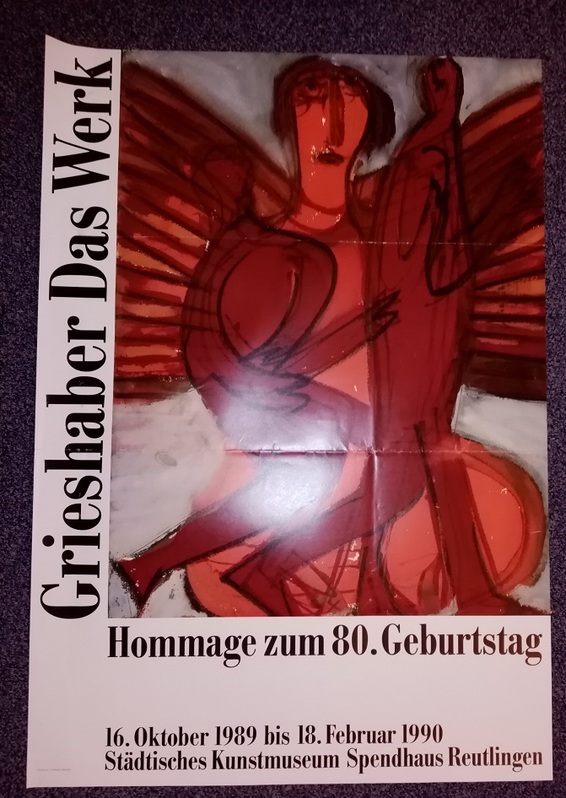 Grieshaber Das Werk
Hommage zum 80. Geburtstag
16. Oktober 1989 bis 18. Februar 1990
Städtisches Kunstmuseum Spendhaus Reutlingen